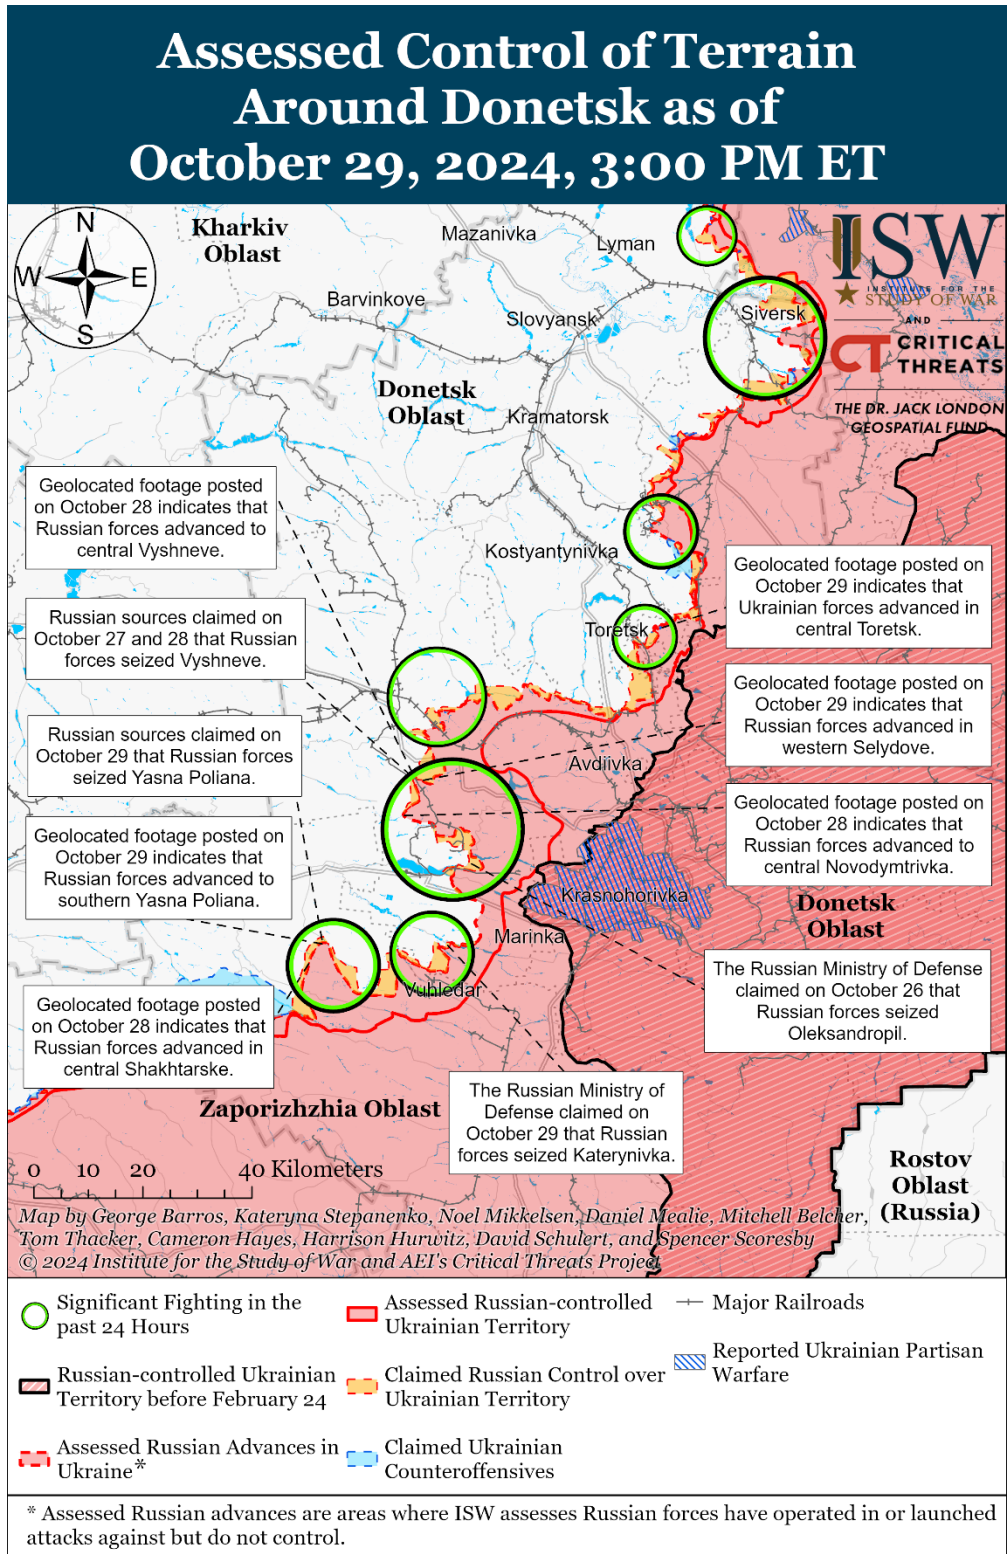 Assessed Control of Terrain
Around Donetsk as of
October 29, 2024, 3:00 PM ET
N
W
E
S
Kharkiv
Oblast
Mazanivka
Lyman
Barvinkove
Slovyansk
Siversk
ISW
INSTITUTE FOR THE
STUDY OF WAR
AND
CT CRITICAL
THREATS
THE DR. JACK LONDON
GEOSPATIAL FUND
Donetsk
Oblast
Kramatorsk
Kostyantynivka
Toretsk
Avdiivka
Krasnohorivka
Marinka
Vuhledar
Donetsk
Oblast
Geolocated footage posted
on October 28 indicates that
Russian forces advanced to
central Vyshneve.
Russian sources claimed on
October 27 and 28 that Russian
forces seized Vyshneve.
Russian sources claimed on
October 29 that Russian forces
seized Yasna Poliana.
Geolocated footage posted on
October 29 indicates that
Russian forces advanced to
southern Yasna Poliana.
Geolocated footage posted
on October 28 indicates that
Russian forces advanced in
central Shakhtarske.
Geolocated footage posted on
October 29 indicates that
Ukrainian forces advanced in
central Toretsk.
Geolocated footage posted on
October 29 indicates that
Russian forces advanced in
western Selydove.
Geolocated footage posted on
October 28 indicates that
Russian forces advanced to
central Novodymtrivka.
The Russian Ministry of Defense
claimed on October 26 that
Russian forces seized
Oleksandropil.
The Russian Ministry of
Defense claimed on
October 29 that Russian
forces seized Katerynivka.
Zaporizhzhia Oblast
Rostov
Oblast
(Russia)
0 10 20 40 Kilometers
Map by George Barros, Kateryna Stepanenko, Noel Mikkelsen, Daniel Mealie, Mitchell Belcher,
Tom Thacker, Cameron Hayes, Harrison Hurwitz, David Schulert, and Spencer Scoresby
© 2024 Institute for the Study of War and AEI's Critical Threats Project
Significant Fighting in the
past 24 Hours
Russian-controlled Ukrainian
Territory before February 24
Assessed Russian Advances in
Ukraine*
Assessed Russian-controlled
Ukrainian Territory
Claimed Russian Control over
Ukrainian Territory
Claimed Ukrainian
Counteroffensives
Major Railroads
Reported Ukrainian Partisan
Warfare
* Assessed Russian advances are areas where ISW assesses Russian forces have operated in or launched
attacks against but do not control.